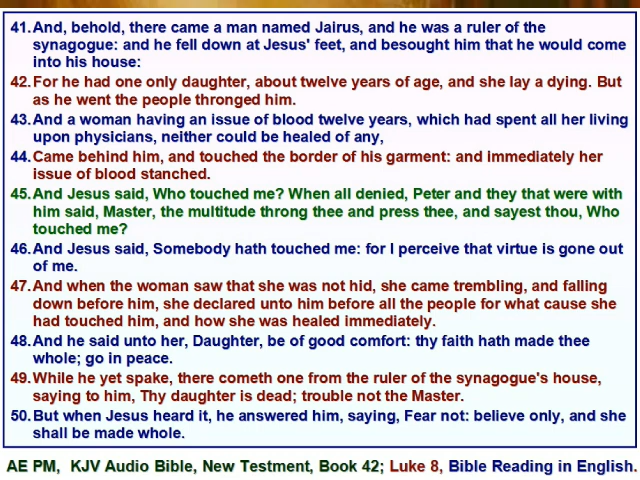 41.And, behold, there came a man named Jairus, and he was a ruler of the
synagogue: and he fell down at Jesus' feet, and besought him that he would come
into his house:
42.For he had one only daughter, about twelve years of age, and she lay a dying. But
as he went the people thronged him.
43.And a woman having an issue of blood twelve years, which had spent all her living
upon physicians, neither could be healed of any,
44.Came behind him, and touched the border of his garment: and immediately her
issue of blood stanched.
45.And Jesus said, Who touched me? When all denied, Peter and they that were with
him said, Master, the multitude throng thee and press thee, and sayest thou, Who
touched me?
46.And Jesus said, Somebody hath touched me: for I perceive that virtue is gone out
of me.
47.And when the woman saw that she was not hid, she came trembling, and falling
down before him, she declared unto him before all the people for what cause she
had touched him, and how she was healed immediately.
48.And he said unto her, Daughter, be of good comfort: thy faith hath made thee
whole; go in peace.
49.While he yet spake, there cometh one from the ruler of the synagogue's house,
saying to him, Thy daughter is dead; trouble not the Master.
50.But when Jesus heard it, he answered him, saying, Fear not: believe only, and she
shall be made whole.
AE PM, KJV Audio Bible, New Testment, Book 42; Luke 8, Bible Reading in English.